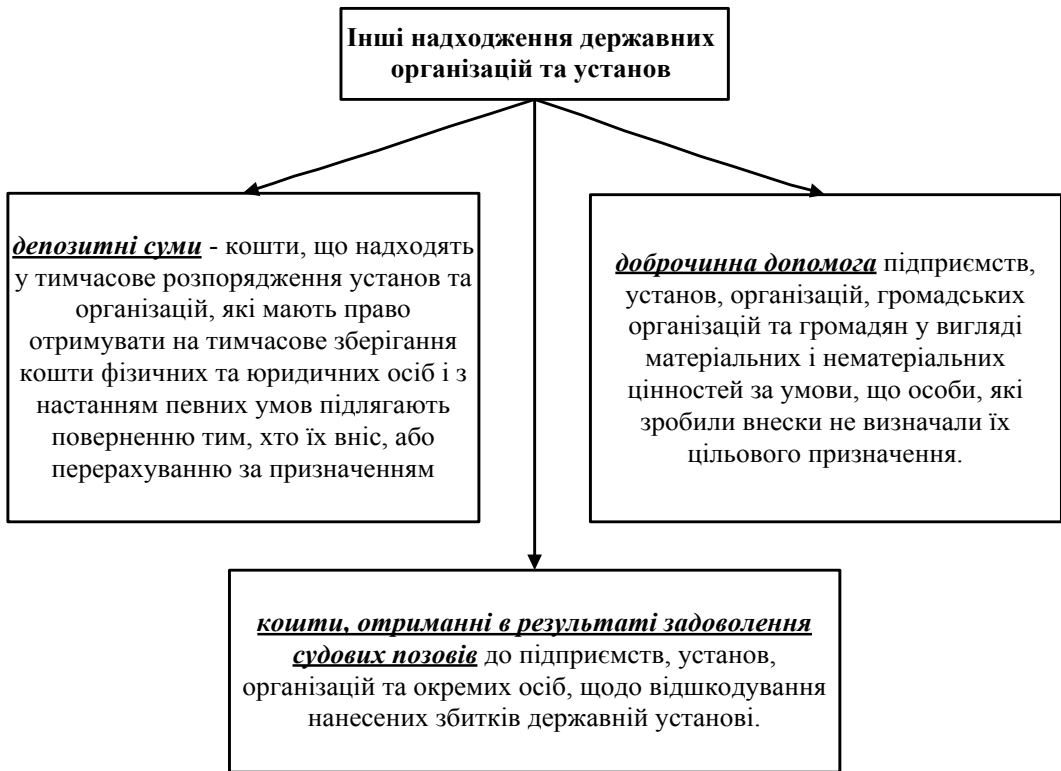 Інші надходження державних
організацій та установ
депозитні суми - кошти, що надходять
у тимчасове розпорядження установ та
організацій, які мають право
отримувати на тимчасове зберігання
кошти фізичних та юридичних осіб і з
настанням певних умов підлягають
поверненню тим, хто їх вніс, або
перерахуванню за призначенням
доброчинна допомога підприємств,
установ, організацій, громадських
організацій та громадян у вигляді
матеріальних і нематеріальних
цінностей за умови, що особи, які
зробили внески не визначали їх
цільового призначення.
кошти, отриманні в результаті задоволення
судових позовів до підприємств, установ,
організацій та окремих осіб, щодо відшкодування
нанесених збитків державній установі.